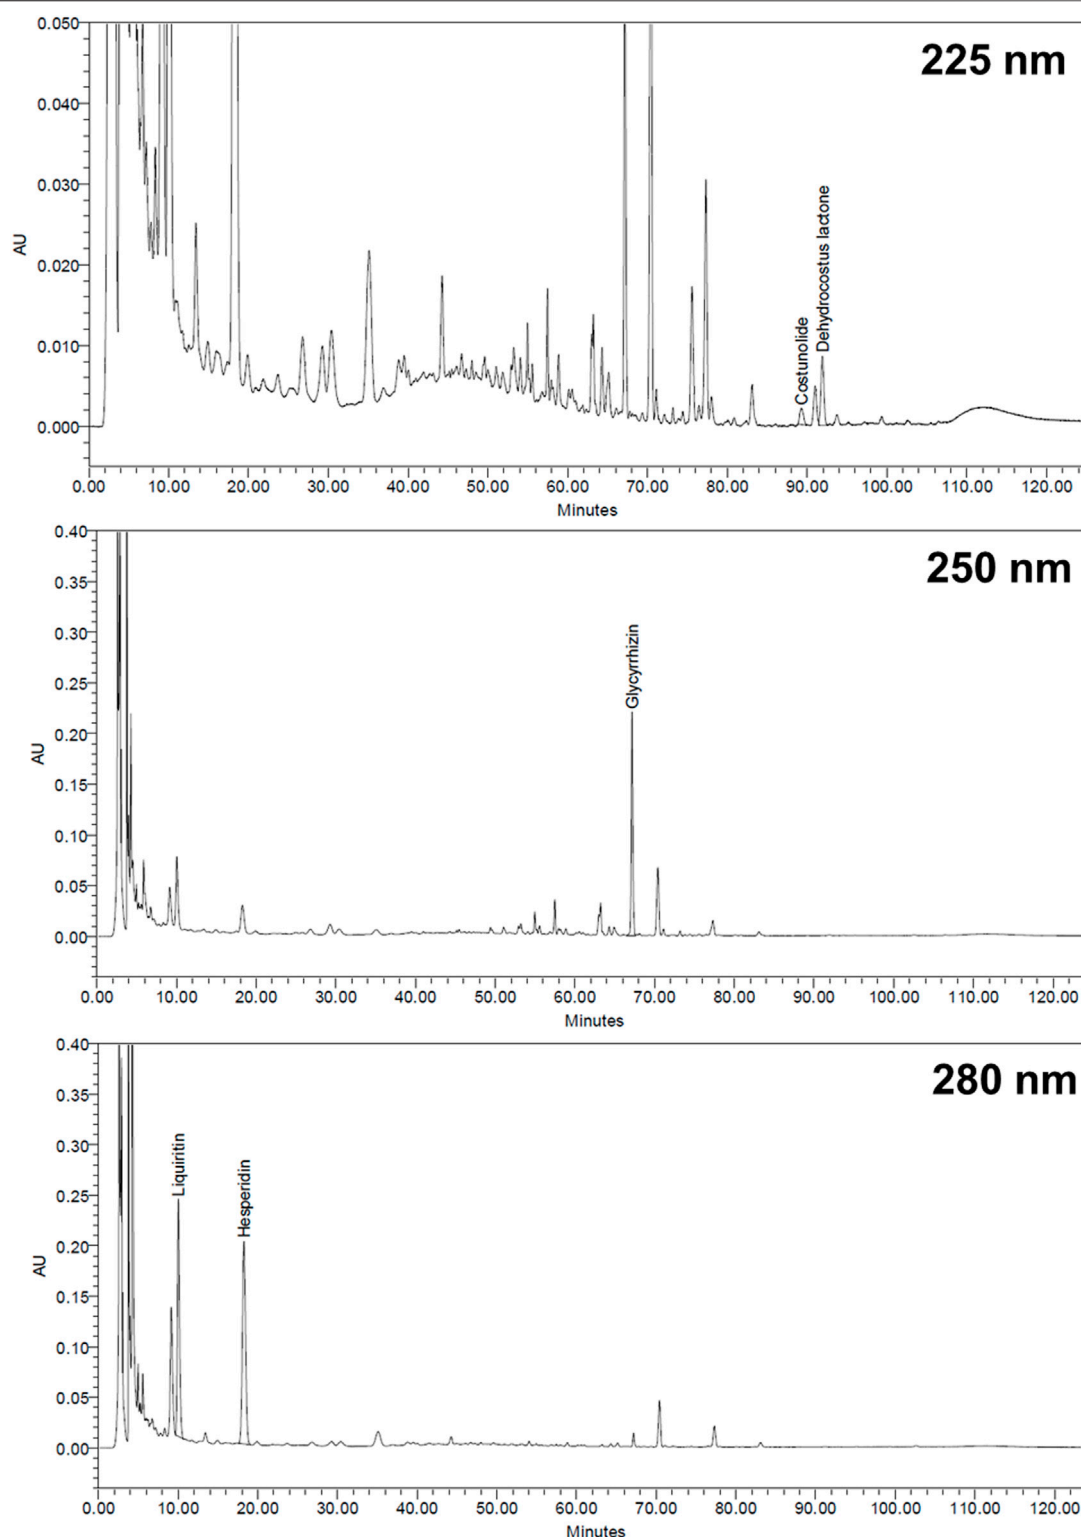 225 nm
0.050
0.040
0.030
0.020
0.010
0.000
AU
Costunolide
Dehydrocostus lactone
0.00 10.00 20.00 30.00 40.00 50.00 60.00 70.00 80.00 90.00 100.00 110.00 120.00
Minutes
250 nm
0.40
0.35
0.30
0.25
0.20
0.15
0.10
0.05
0.00
AU
Glycyrrhizin
0.00 10.00 20.00 30.00 40.00 50.00 60.00 70.00 80.00 90.00 100.00 110.00 120.00
Minutes
280 nm
0.40
0.35
0.30
0.25
0.20
0.15
0.10
0.05
0.00
AU
Liquiritin
Hesperidin
0.00 10.00 20.00 30.00 40.00 50.00 60.00 70.00 80.00 90.00 100.00 110.00 120.00
Minutes